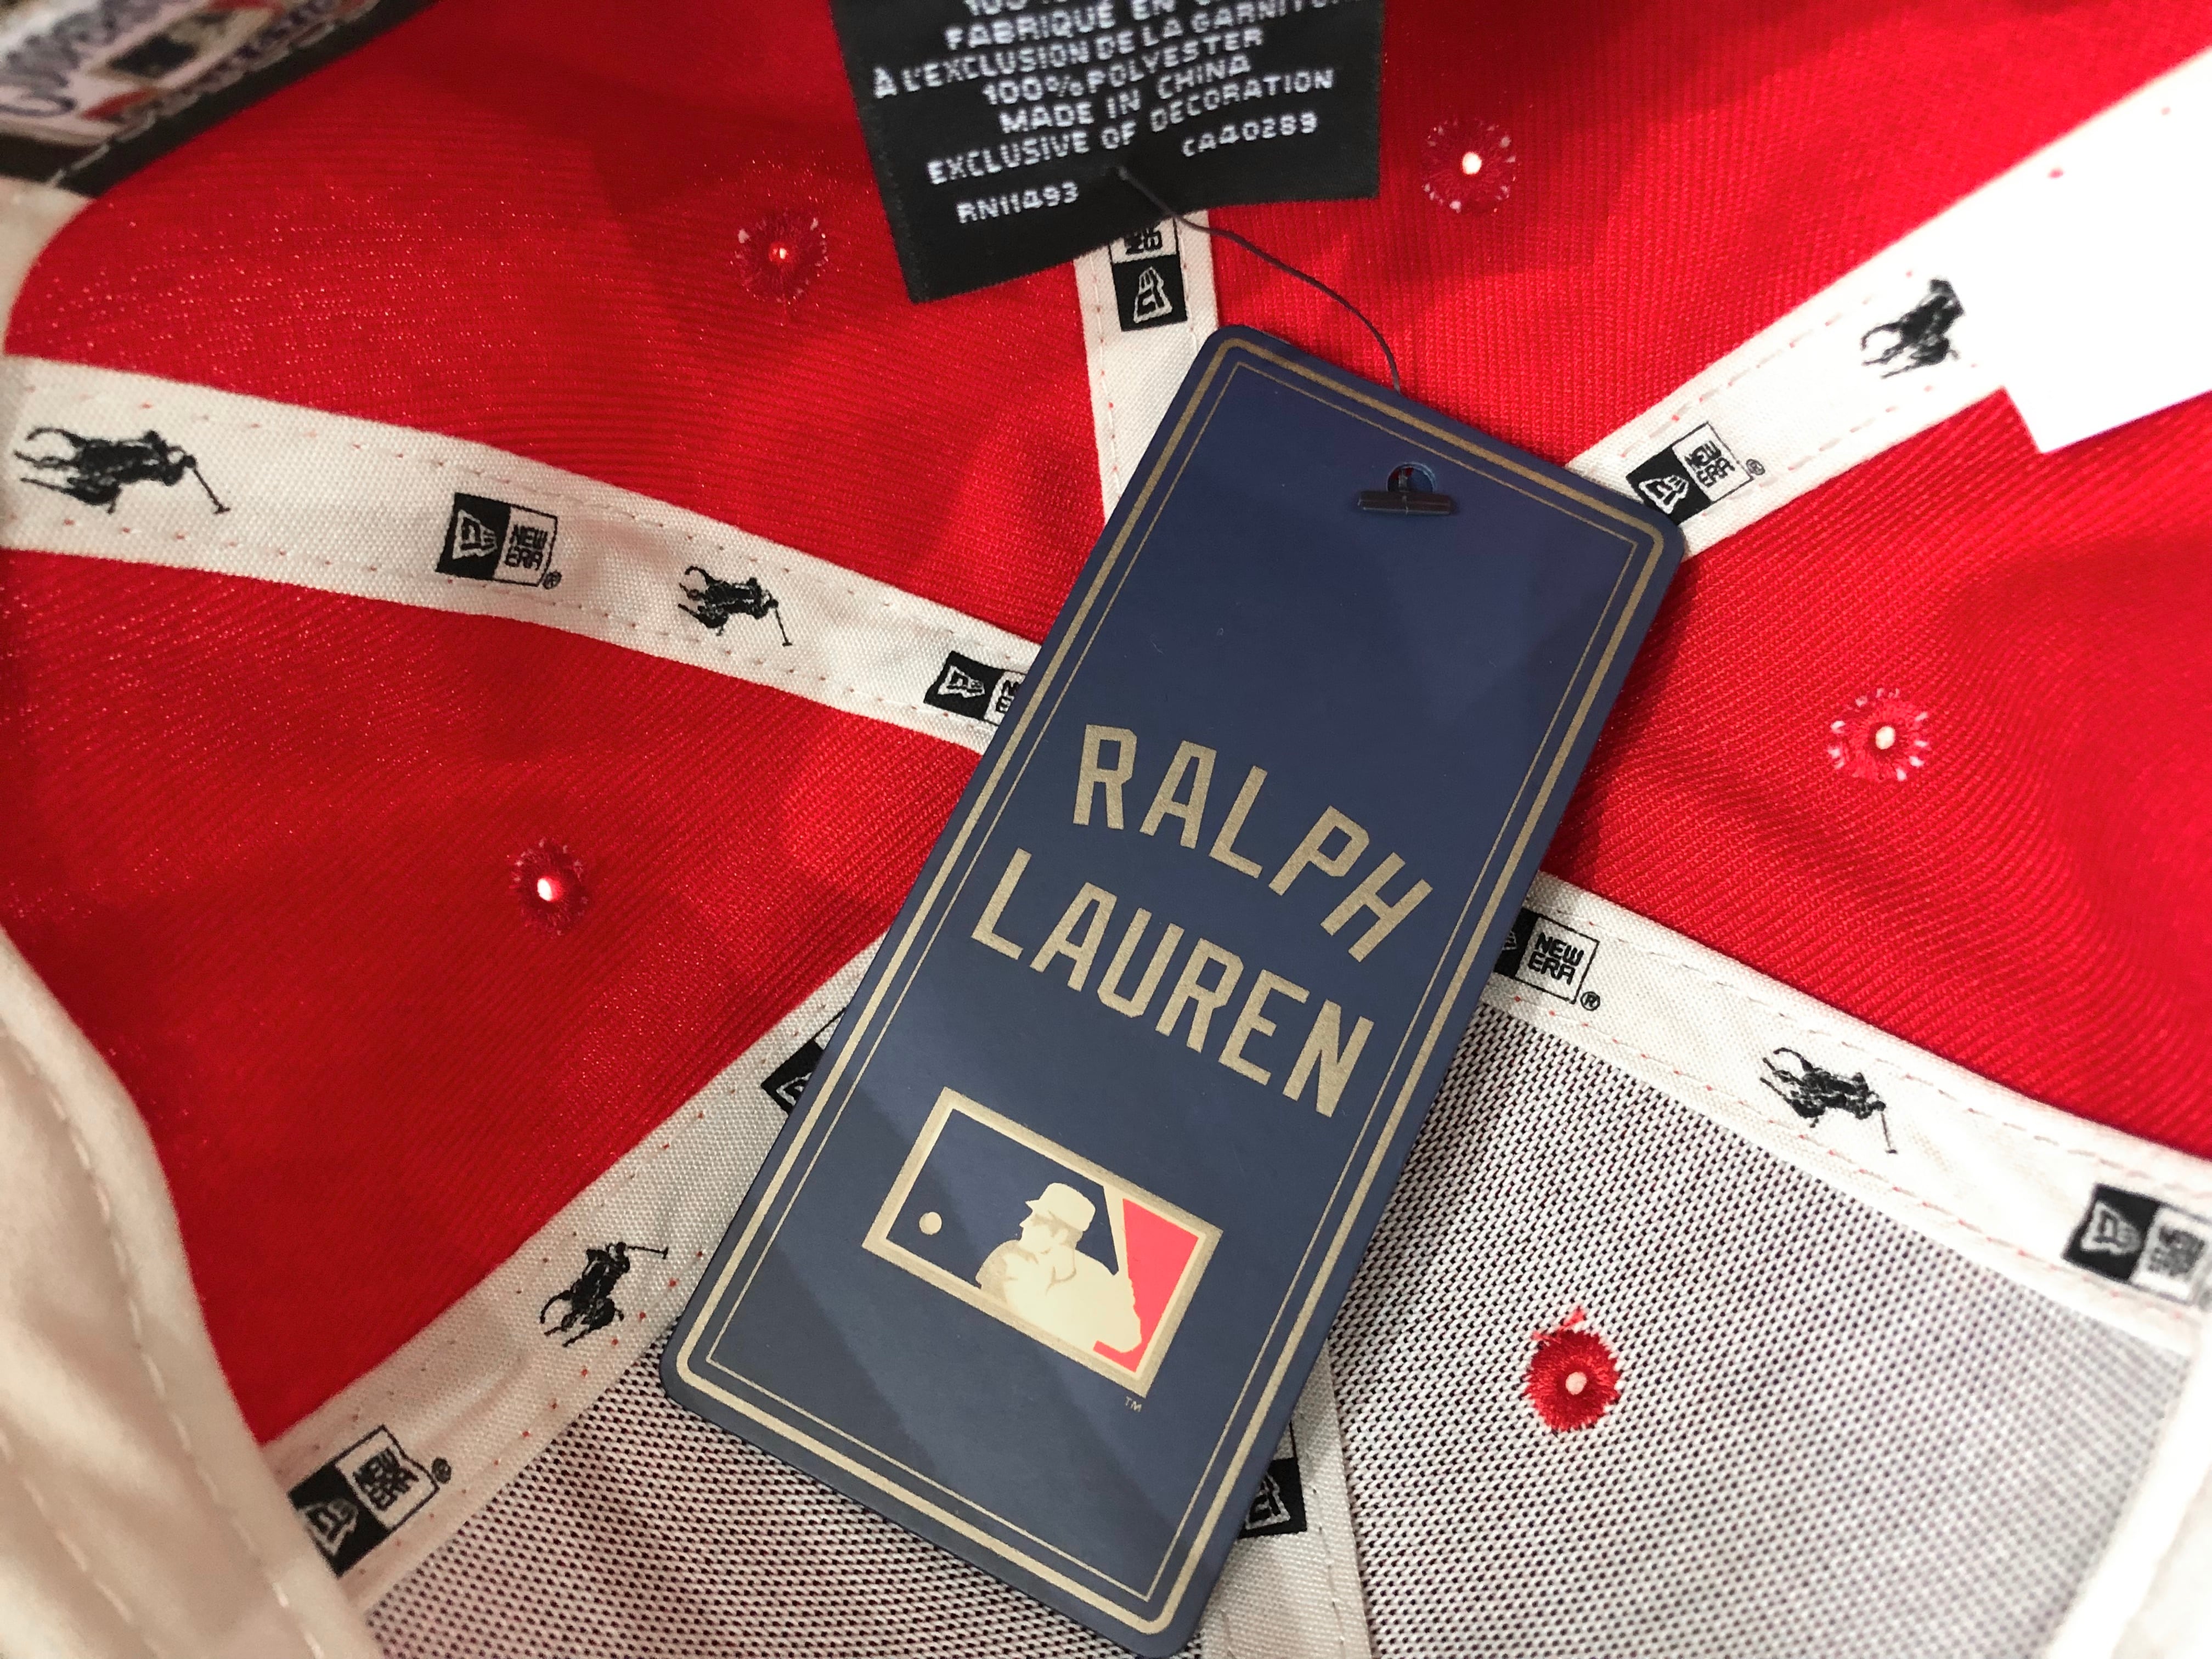 FABRIQUÉ EN
À L'EXCLUSION DE LA
100% POLYESTER
MADE IN CHINA
EXCLUSIVE OF DECORATION
RN11493 CA40289
NEW
ERA
®
NEW
ERA
®
RALPH
LAUREN
™
NEW
ERA
®
NEW
ERA
®